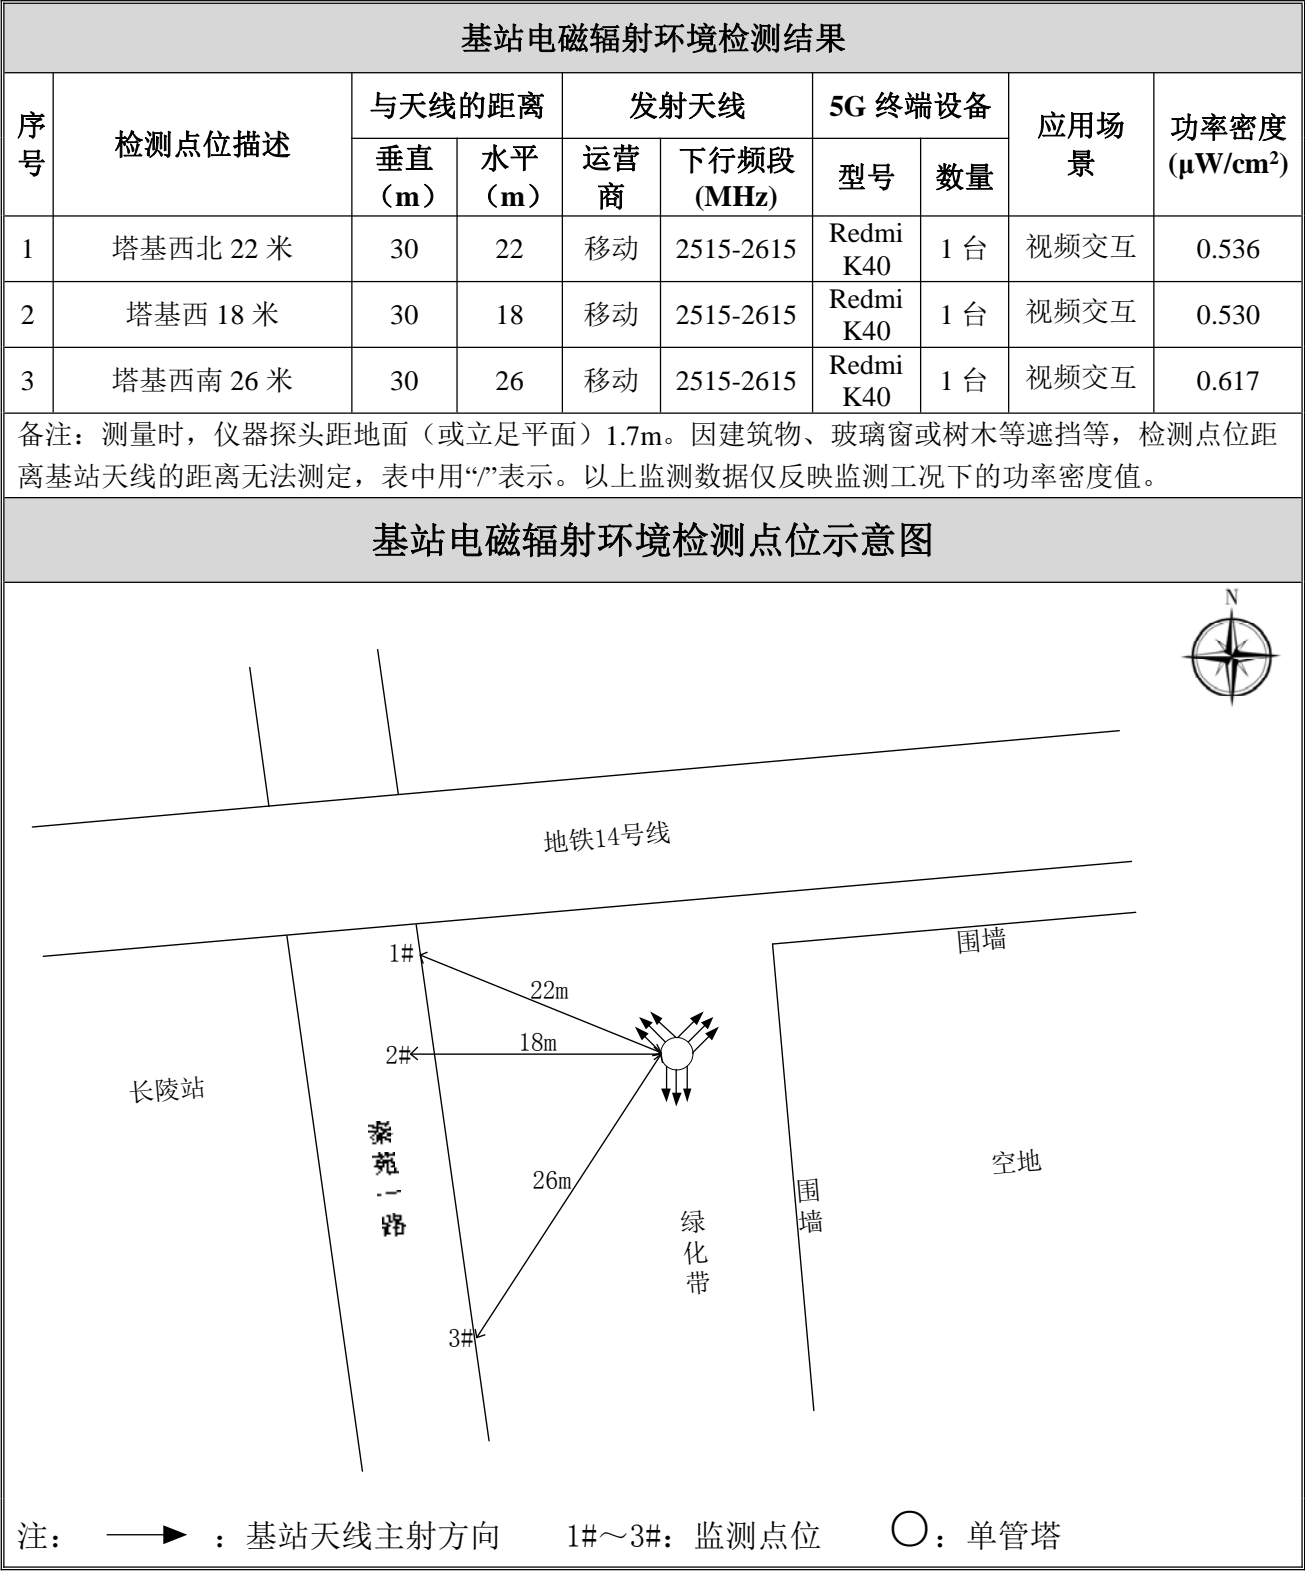 基站电磁辐射环境检测结果
序号 检测点位描述 与天线的距离 发射天线 5G 终端设备 应用场景 功率密度(μW/cm²)
垂直（m） 水平（m） 运营商 下行频段(MHz) 型号 数量
1 塔基西北 22 米 30 22 移动 2515-2615 Redmi K40 1 台 视频交互 0.536
2 塔基西 18 米 30 18 移动 2515-2615 Redmi K40 1 台 视频交互 0.530
3 塔基西南 26 米 30 26 移动 2515-2615 Redmi K40 1 台 视频交互 0.617
备注：测量时，仪器探头距地面（或立足平面）1.7m。因建筑物、玻璃窗或树木等遮挡等，检测点位距
离基站天线的距离无法测定，表中用“/”表示。以上监测数据仅反映监测工况下的功率密度值。
基站电磁辐射环境检测点位示意图
N
地铁14号线
围墙
1#
22m
18m
2#
长陵站
秦苑一路
空地
26m
围墙
绿化带
3#
注： ：基站天线主射方向 1#～3#：监测点位 ：单管塔